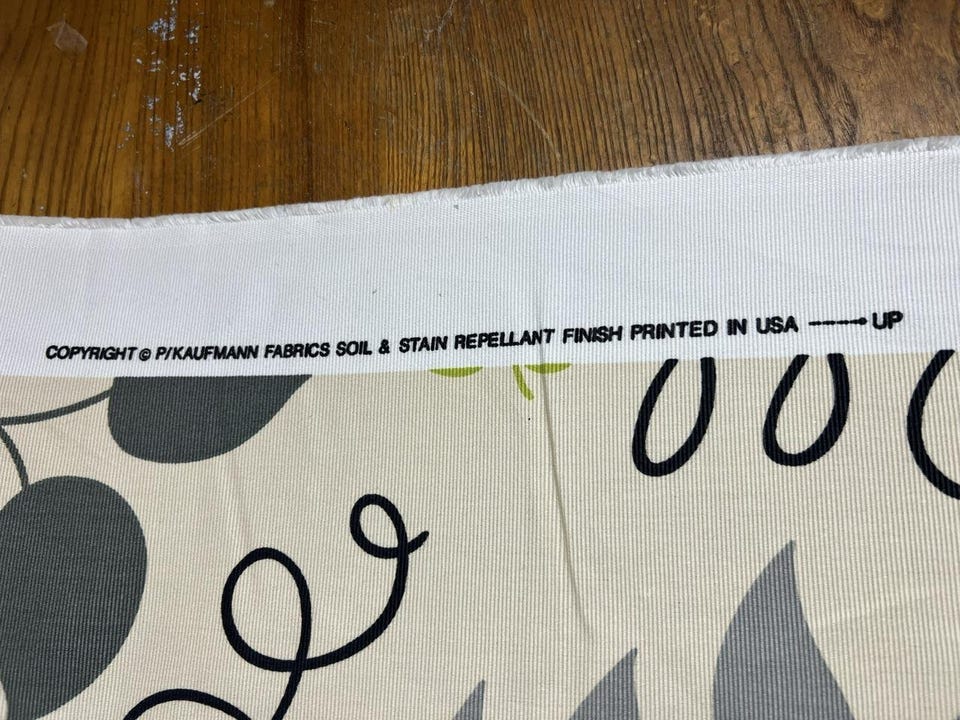 COPYRIGHT © P/KAUFMANN FABRICS SOIL & STAIN REPELLANT FINISH PRINTED IN USA ----→ UP